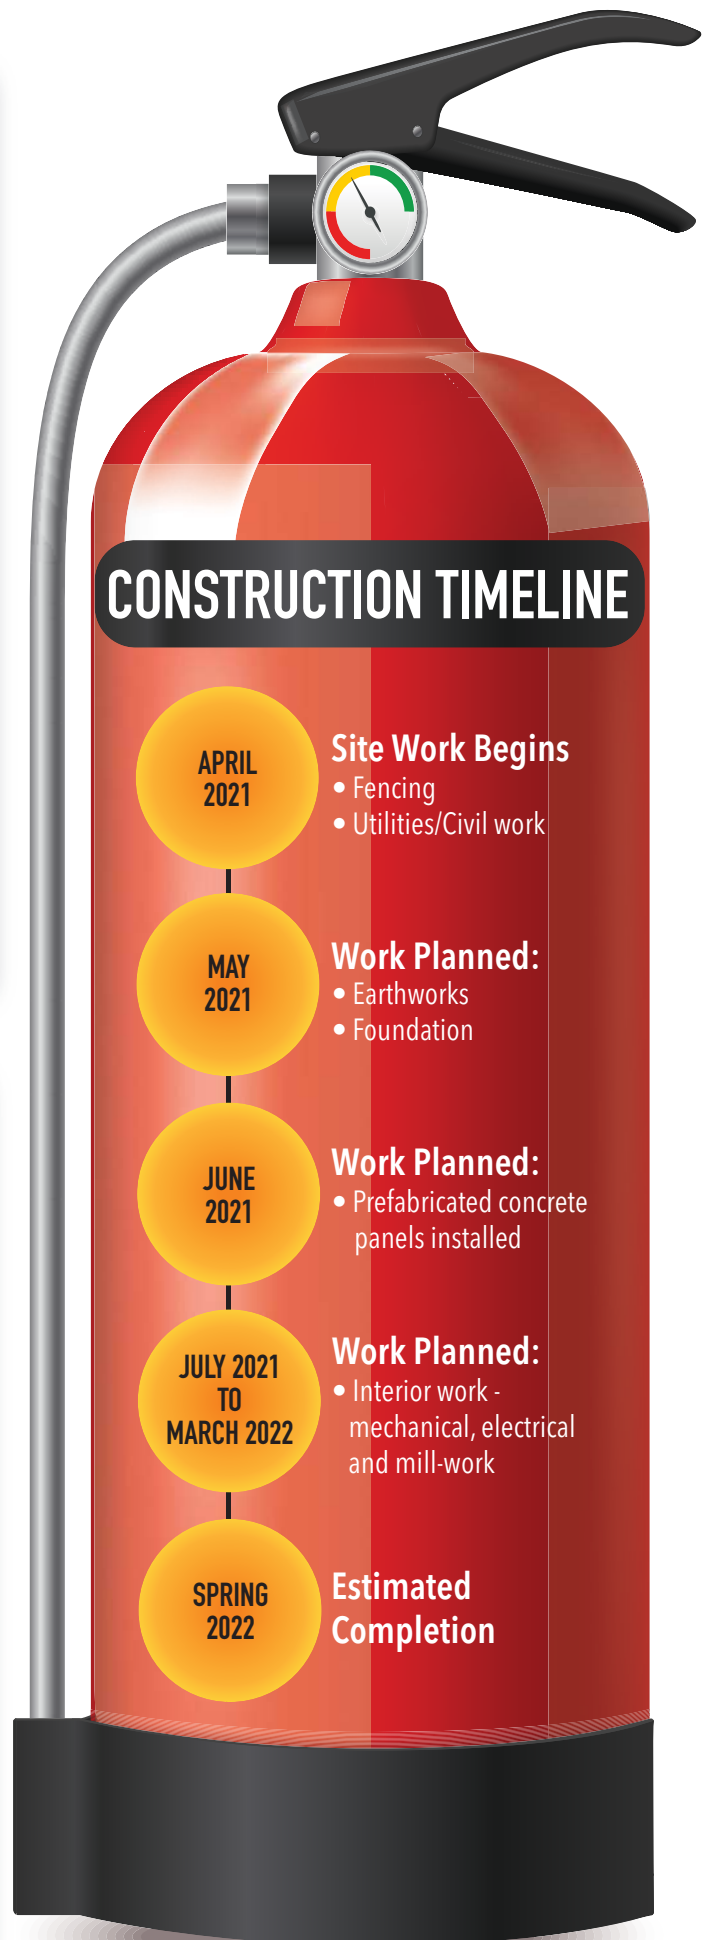 CONSTRUCTION TIMELINE
APRIL
2021
Site Work Begins
• Fencing
• Utilities/Civil work
MAY
2021
Work Planned:
• Earthworks
• Foundation
JUNE
2021
Work Planned:
• Prefabricated concrete
panels installed
JULY 2021
TO
MARCH 2022
Work Planned:
• Interior work -
mechanical, electrical
and mill-work
SPRING
2022
Estimated
Completion